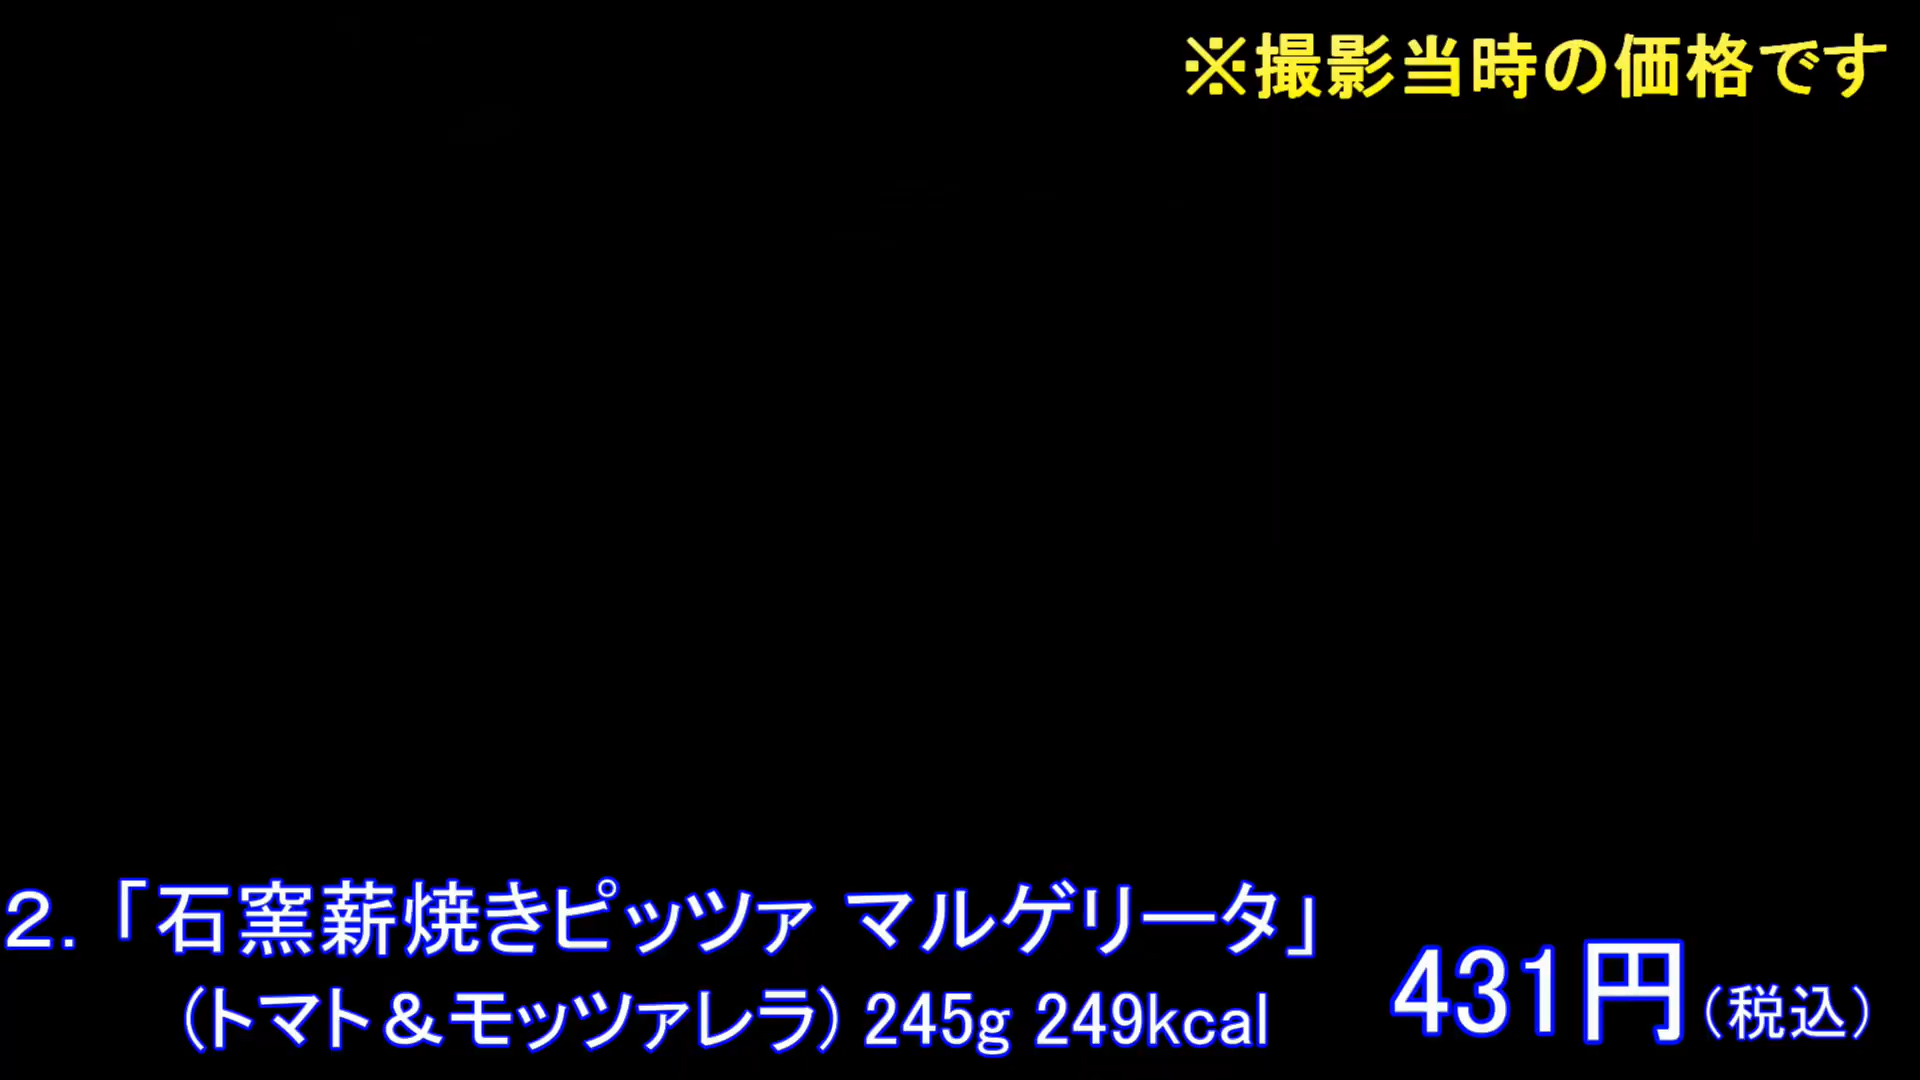 ※撮影当時の価格です
２．「石窯薪焼きピッツァ マルゲリータ」
(トマト＆モッツァレラ) 245g 249kcal
431円（税込）